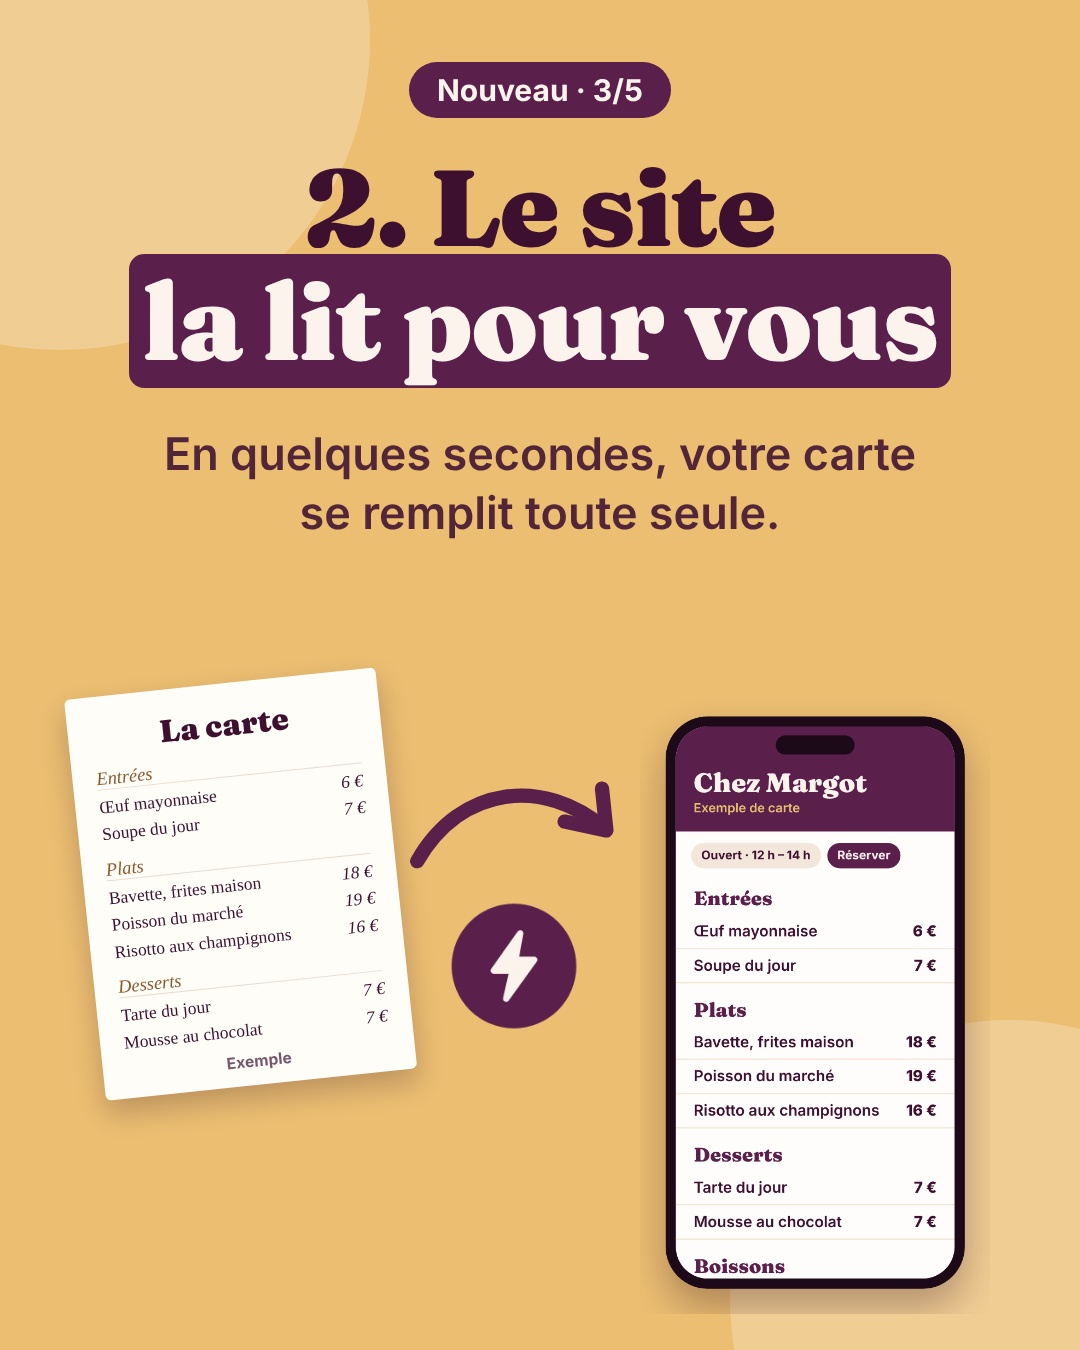 Nouveau · 3/5
2. Le site
la lit pour vous
En quelques secondes, votre carte
se remplit toute seule.
La carte
Entrées
Œuf mayonnaise 6 €
Soupe du jour 7 €
Plats
Bavette, frites maison 18 €
Poisson du marché 19 €
Risotto aux champignons 16 €
Desserts
Tarte du jour 7 €
Mousse au chocolat 7 €
Exemple
Chez Margot
Exemple de carte
Ouvert · 12 h – 14 h Réserver
Entrées
Œuf mayonnaise 6 €
Soupe du jour 7 €
Plats
Bavette, frites maison 18 €
Poisson du marché 19 €
Risotto aux champignons 16 €
Desserts
Tarte du jour 7 €
Mousse au chocolat 7 €
Boissons